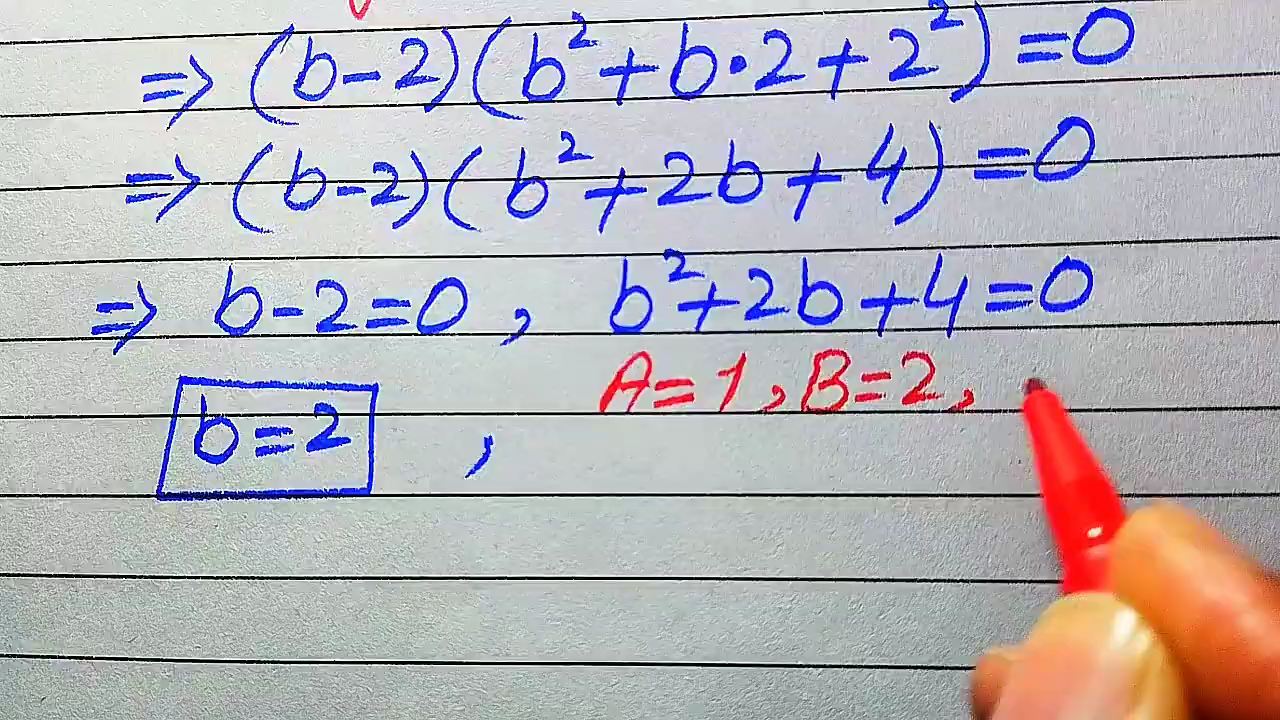 => (b-2)(b²+b·2+2²)=0
=> (b-2)(b²+2b+4)=0
=> b-2=0, b²+2b+4=0
A=1, B=2,
b=2 ,